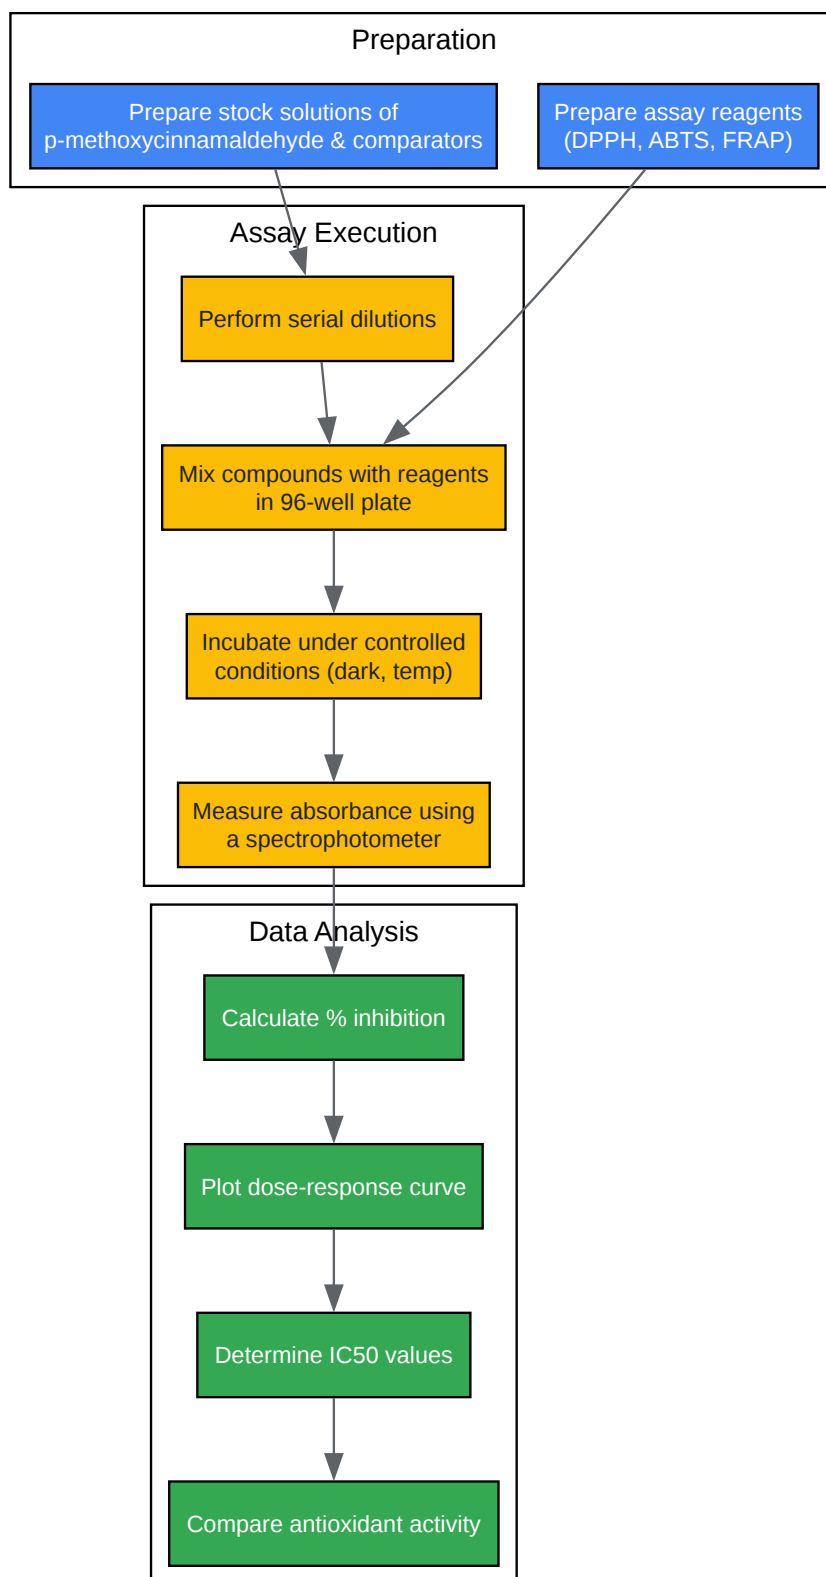 Preparation
Prepare stock solutions of
p-methoxycinnamaldehyde & comparators
Prepare assay reagents
(DPPH, ABTS, FRAP)
Assay Execution
Perform serial dilutions
Mix compounds with reagents
in 96-well plate
Incubate under controlled
conditions (dark, temp)
Measure absorbance using
a spectrophotometer
Data Analysis
Calculate % inhibition
Plot dose-response curve
Determine IC50 values
Compare antioxidant activity